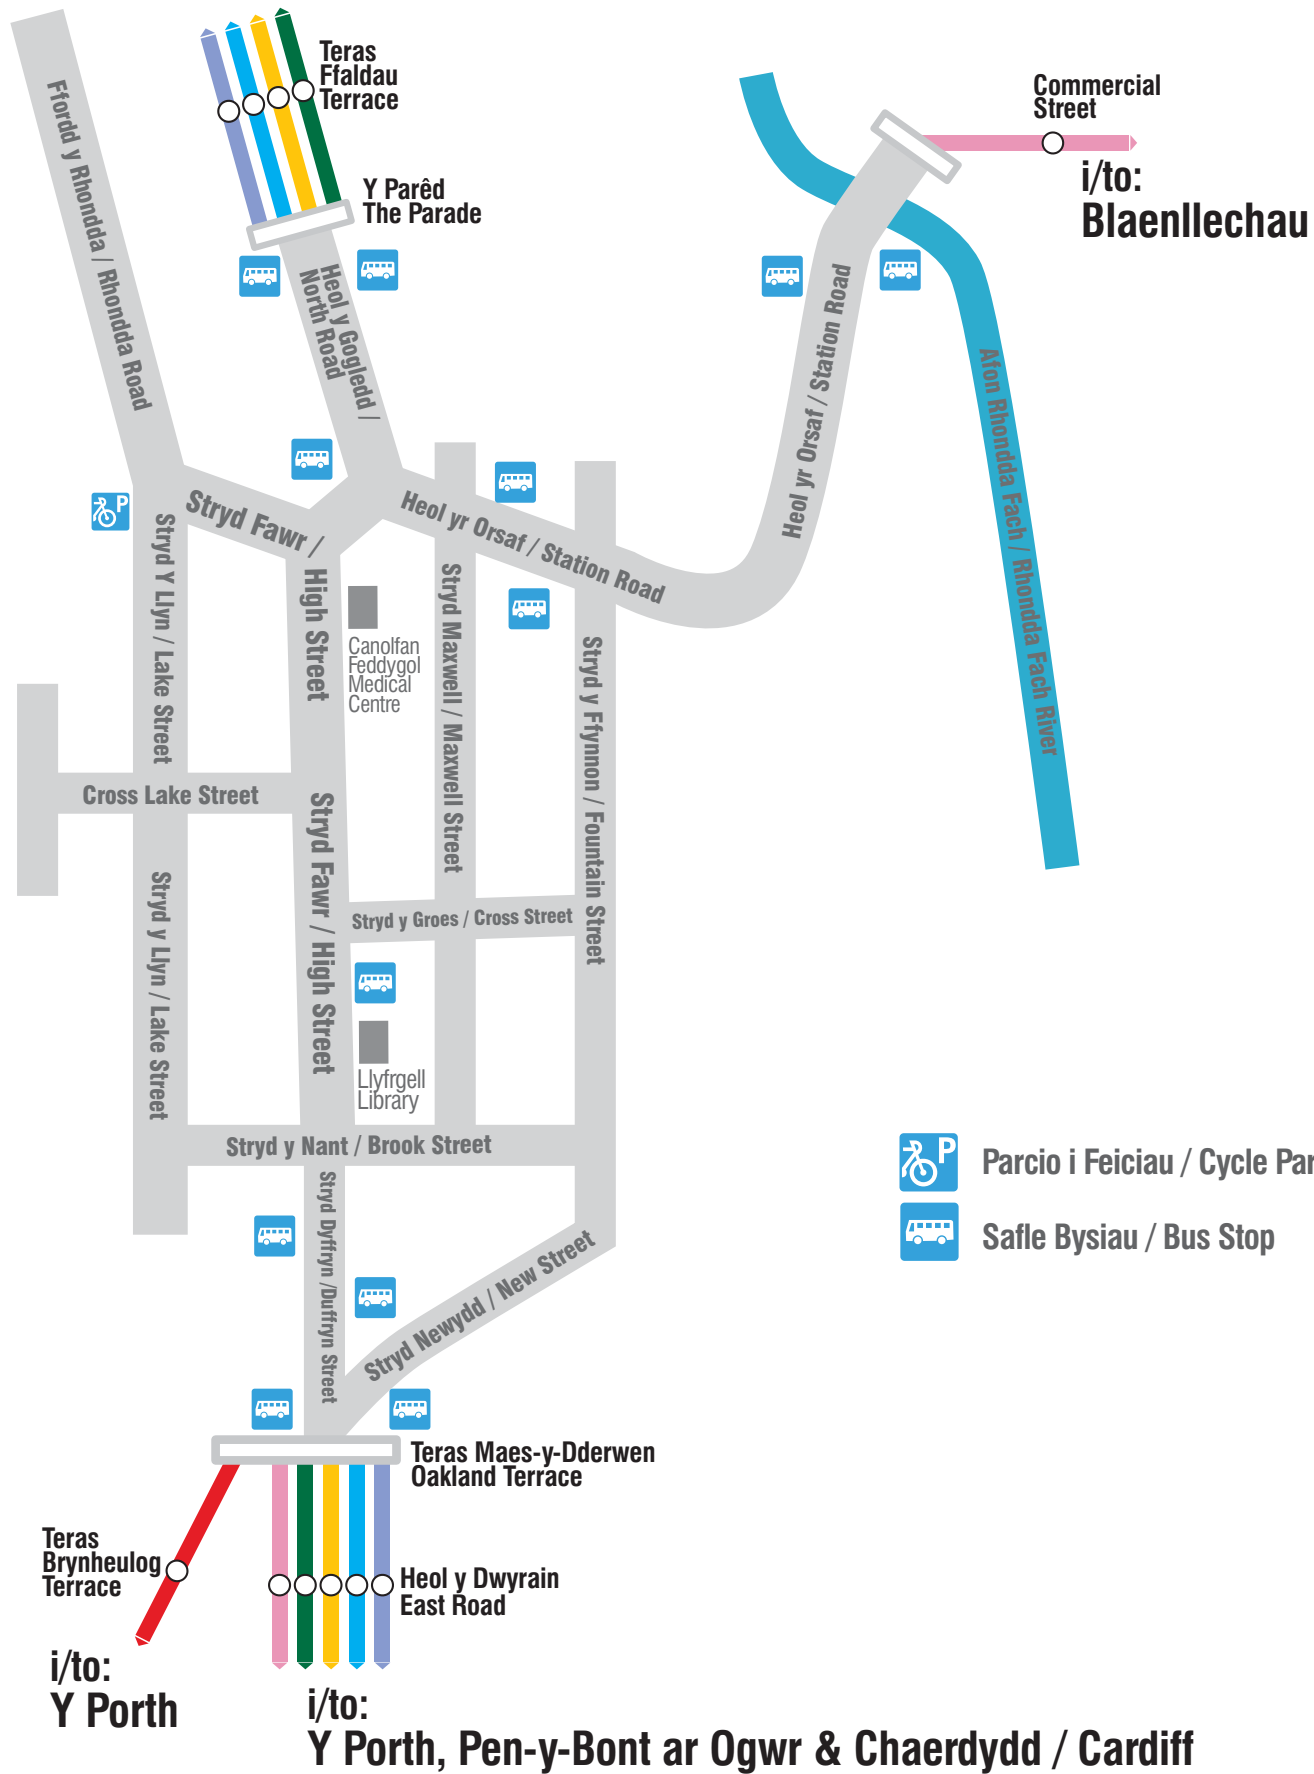 Teras
Ffaldau
Terrace
Commercial
Street
i/to:
Blaenllechau
Y Parêd
The Parade
Ffordd y Rhondda / Rhondda Road
Heol y Gogledd /
North Road
Heol yr Orsaf / Station Road
Afon Rhondda Fach / Rhondda Fach River
P
Stryd Fawr /
High Street
Heol yr Orsaf / Station Road
Stryd Y Llyn / Lake Street
Canolfan
Feddygol
Medical
Centre
Stryd Maxwell / Maxwell Street
Stryd y Ffynnon / Fountain Street
Cross Lake Street
Stryd Fawr / High Street
Stryd y Llyn / Lake Street
Stryd y Groes / Cross Street
Llyfrgell
Library
Stryd y Nant / Brook Street
P
Parcio i Feiciau / Cycle Par
Safle Bysiau / Bus Stop
Stryd Dyffryn /Duffryn Street
Stryd Newydd / New Street
Teras Maes-y-Dderwen
Oakland Terrace
Teras
Brynheulog
Terrace
Heol y Dwyrain
East Road
i/to:
Y Porth
i/to:
Y Porth, Pen-y-Bont ar Ogwr & Chaerdydd / Cardiff